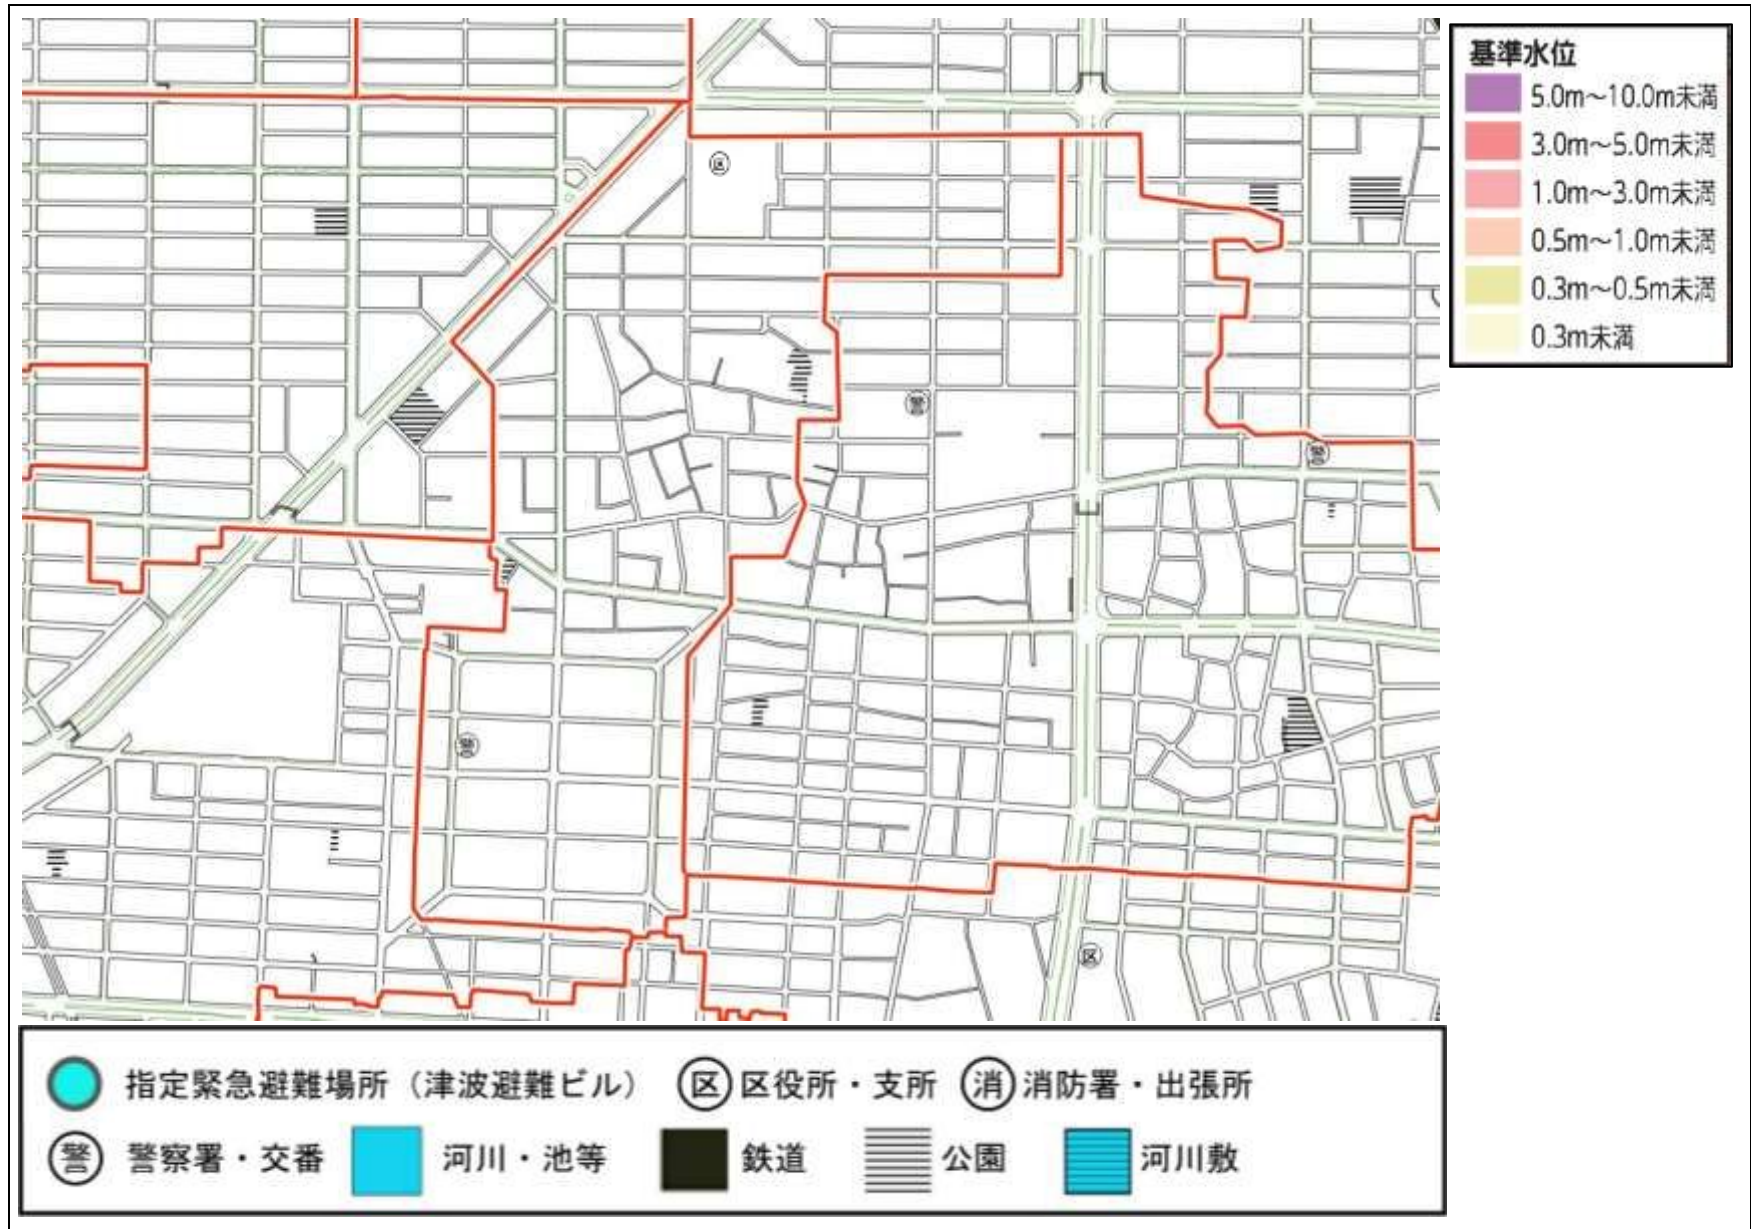 基準水位
5.0m～10.0m未満
3.0m～5.0m未満
1.0m～3.0m未満
0.5m～1.0m未満
0.3m～0.5m未満
0.3m未満
区
警
警
警
区
指定緊急避難場所（津波避難ビル） 区 区役所・支所 消 消防署・出張所
警 警察署・交番 河川・池等 鉄道 公園 河川敷